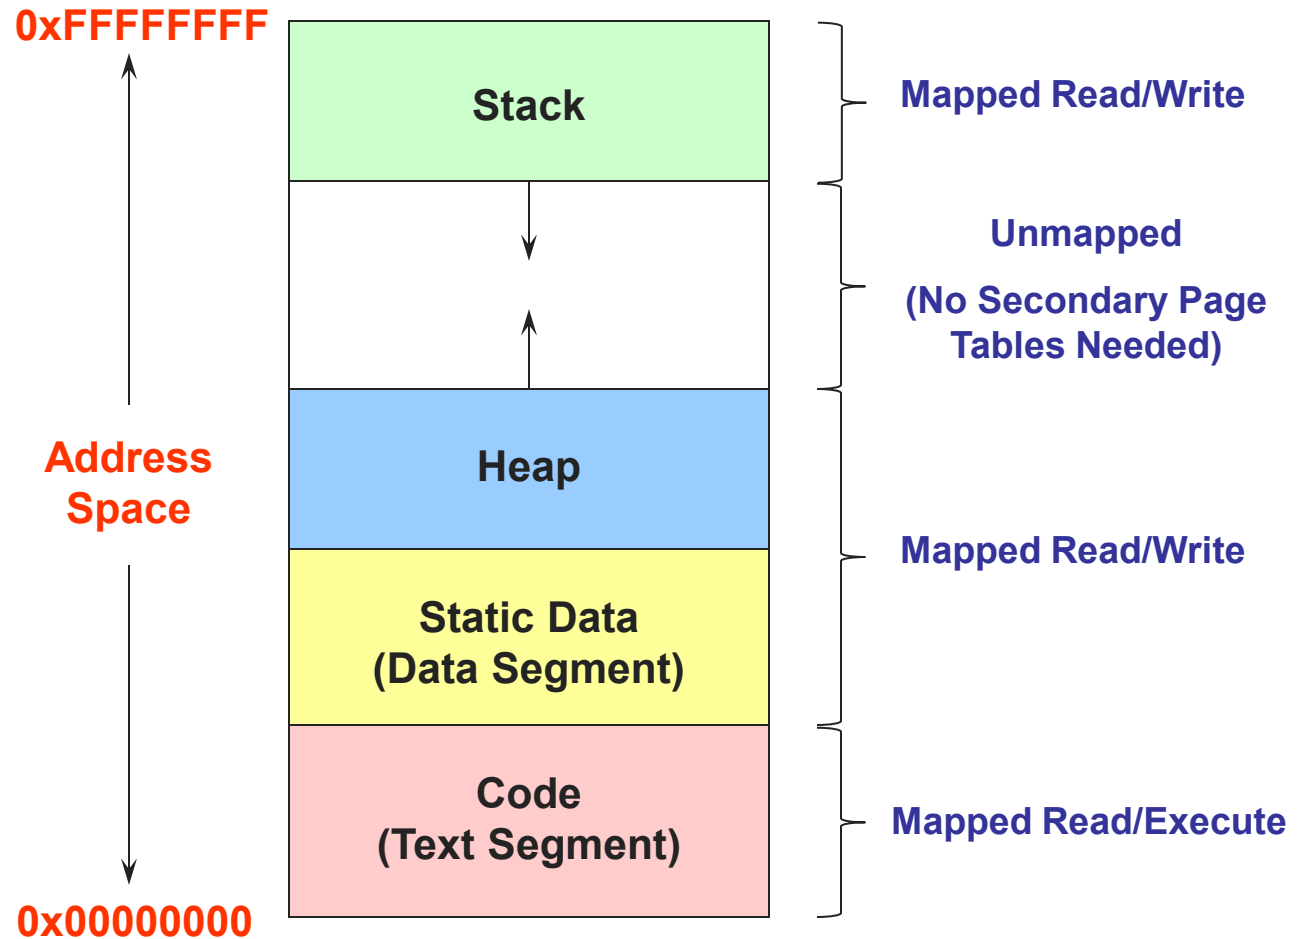 0xFFFFFFFF
Stack
Mapped Read/Write
Unmapped
(No Secondary Page
Tables Needed)
Address
Space
Heap
Mapped Read/Write
Static Data
(Data Segment)
Code
(Text Segment)
Mapped Read/Execute
0x00000000